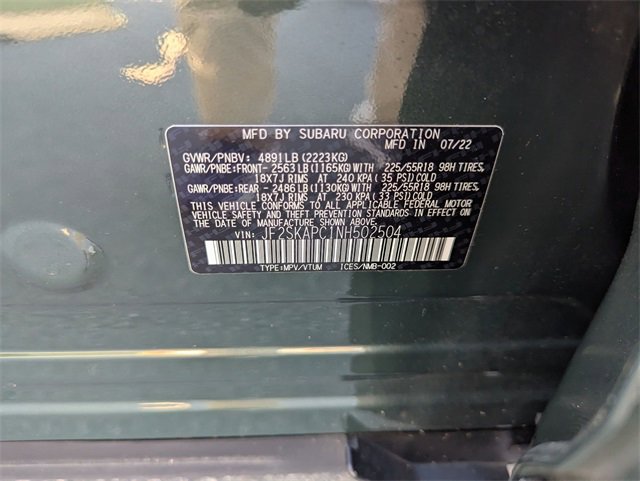 MFD BY SUBARU CORPORATION
MFD IN 07/22
GVWR/PNBV: 4891LB(2223KG)
GAWR/PNBE:FRONT- 2563LB(1165KG)WITH 225/55R18 98H TIRES,
18X7J RIMS AT 240 KPA(35 PSI)COLD
GAWR/PNBE:REAR -2486LB(1130KG)WITH 225/55R18 98H TIRES,
18X7J RIMS AT 230 KPA(33 PSI)COLD
THIS VEHICLE CONFORMS TO ALL APPLICABLE FEDERAL MOTOR
VEHICLE SAFETY AND THEFT PREVENTION STANDARDS IN EFFECT ON
THE DATE OF MANUFACTURE SHOWN ABOVE.
VIN: JF2SKAPC1NH502504
TYPE:MPV/VTUM ICES/NMB-002